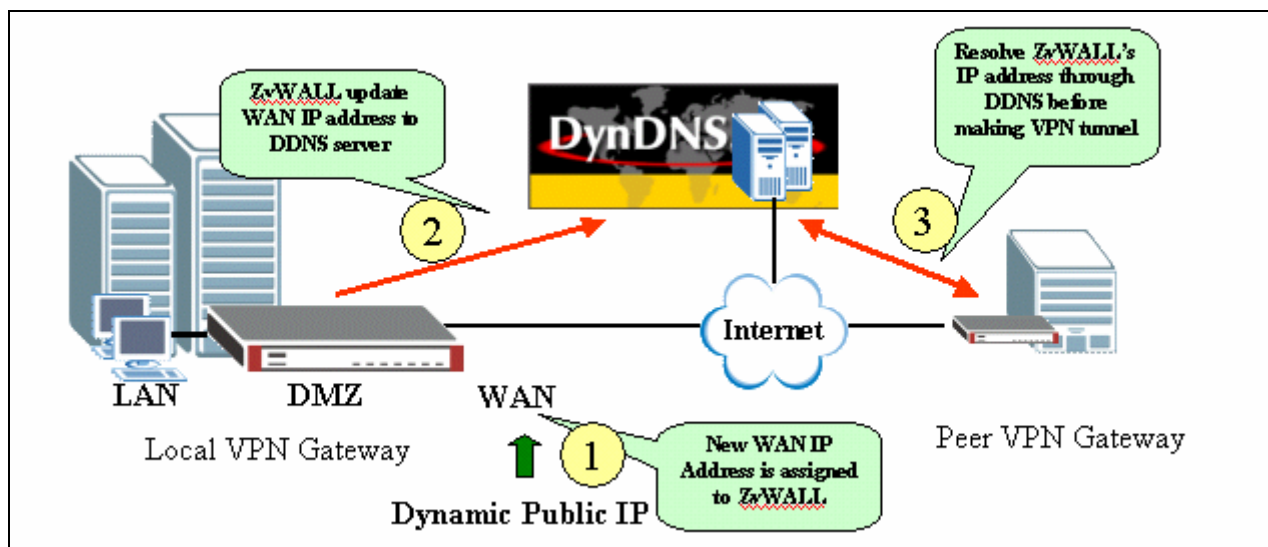 ZyWALL update
WAN IP address to
DDNS server
DynDNS
Resolve ZyWALL's
IP address through
DDNS before
making VPN tunnel
2
3
Internet
LAN
DMZ
WAN
Local VPN Gateway
Peer VPN Gateway
1
New WAN IP
Address is assigned
to ZyWALL
Dynamic Public IP